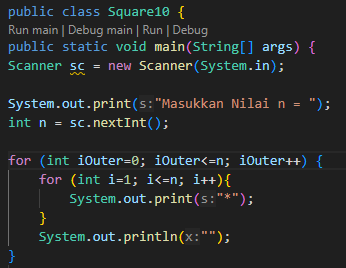 public class Square10 {
Run main | Debug main | Run | Debug
public static void main(String[] args) {
Scanner sc = new Scanner(System.in);
System.out.print(s:"Masukkan Nilai n = ");
int n = sc.nextInt();
for (int iOuter=0; iOuter<=n; iOuter++) {
for (int i=1; i<=n; i++){
System.out.print(s:"*");
}
System.out.println(x:"");
}